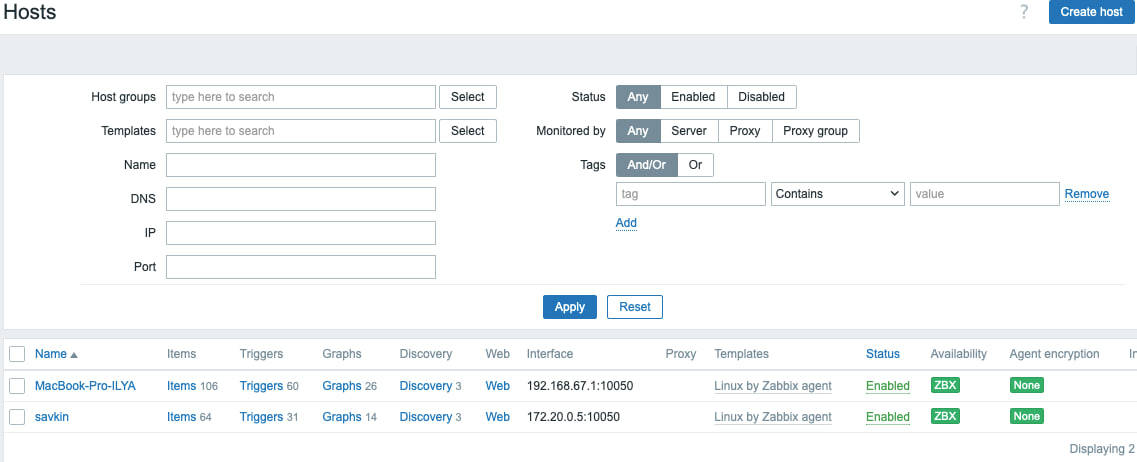 Hosts
? Create host
Host groups type here to search Select Status Any Enabled Disabled
Templates type here to search Select Monitored by Any Server Proxy Proxy group
Name Tags And/Or Or
DNS tag Contains value Remove
Add
IP
Port
Apply Reset
Name Items Triggers Graphs Discovery Web Interface Proxy Templates Status Availability Agent encryption
MacBook-Pro-ILYA Items 106 Triggers 60 Graphs 26 Discovery 3 Web 192.168.67.1:10050 Linux by Zabbix agent Enabled ZBX None
savkin Items 64 Triggers 31 Graphs 14 Discovery 3 Web 172.20.0.5:10050 Linux by Zabbix agent Enabled ZBX None
Displaying 2